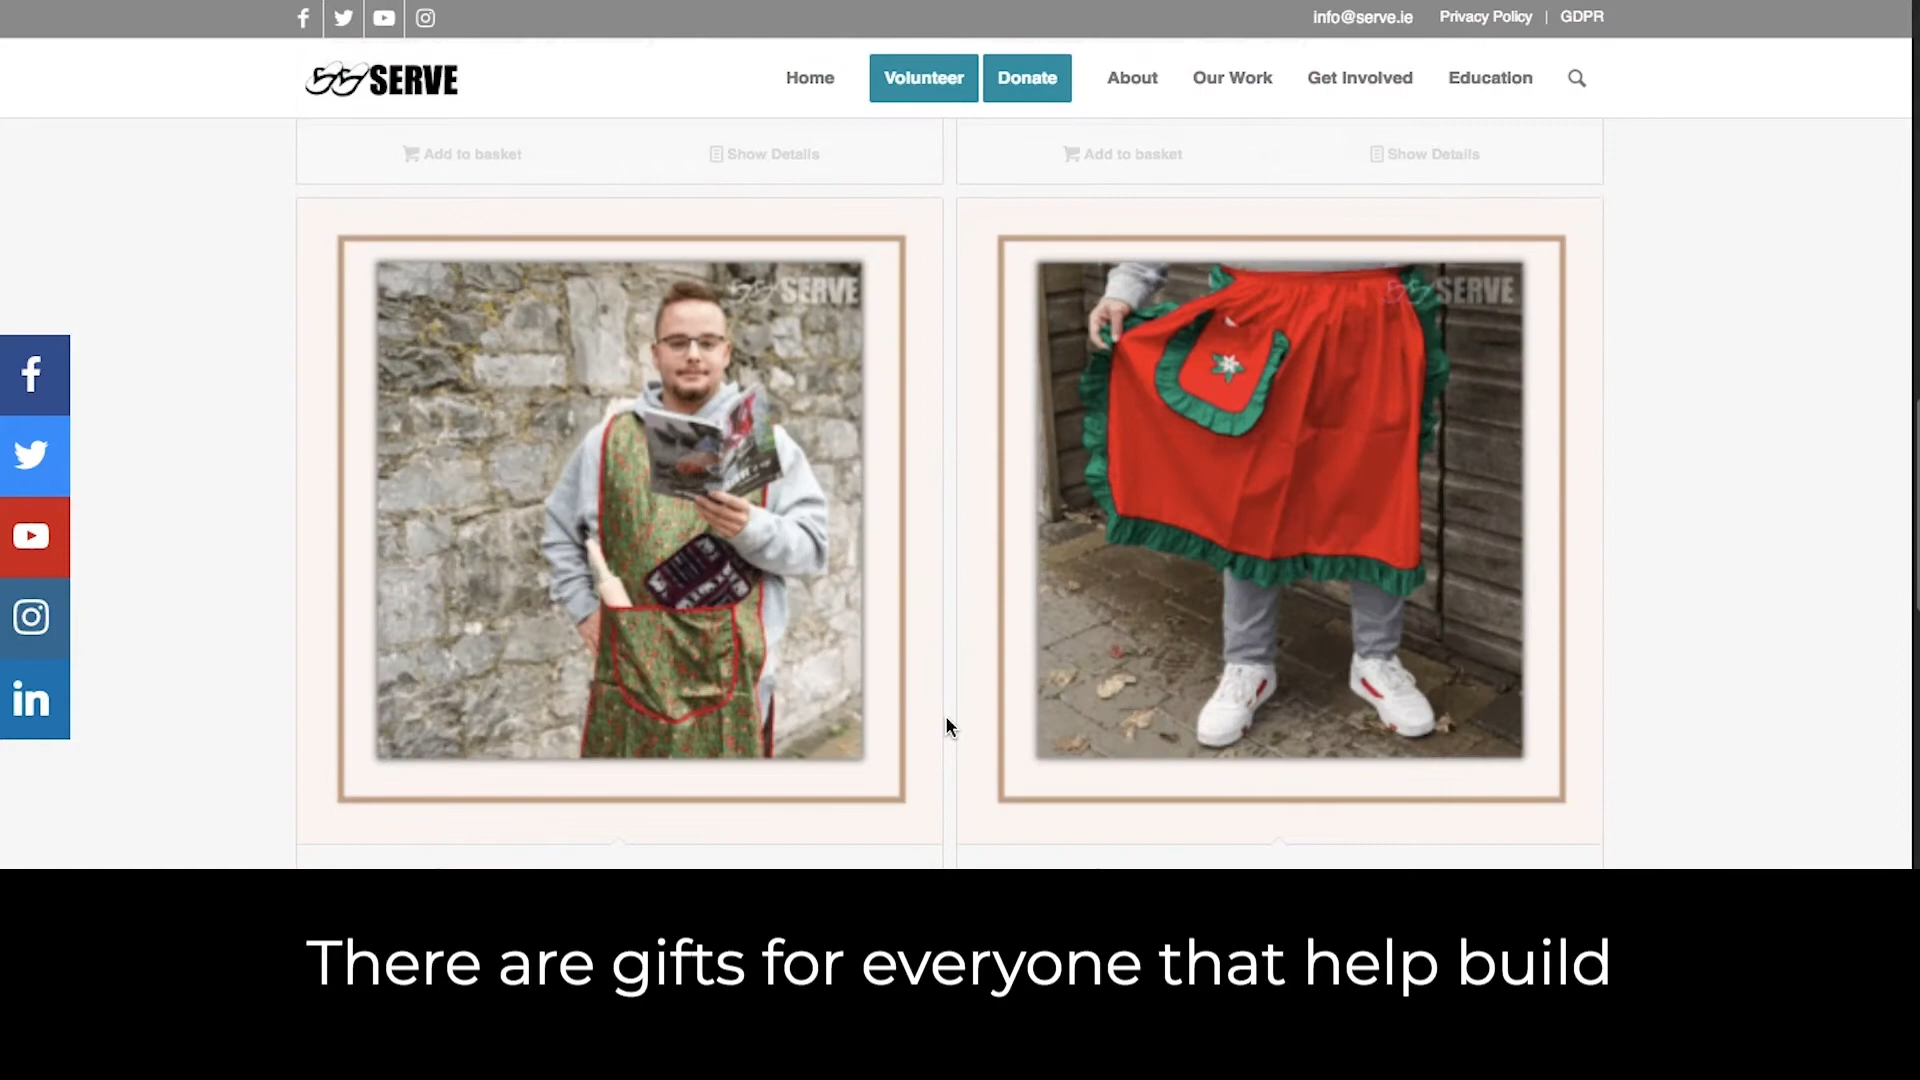 info@serve.ie Privacy Policy | GDPR
SERVE
Home Volunteer Donate About Our Work Get Involved Education
Add to basket Show Details Add to basket Show Details
SERVE SERVE
There are gifts for everyone that help build